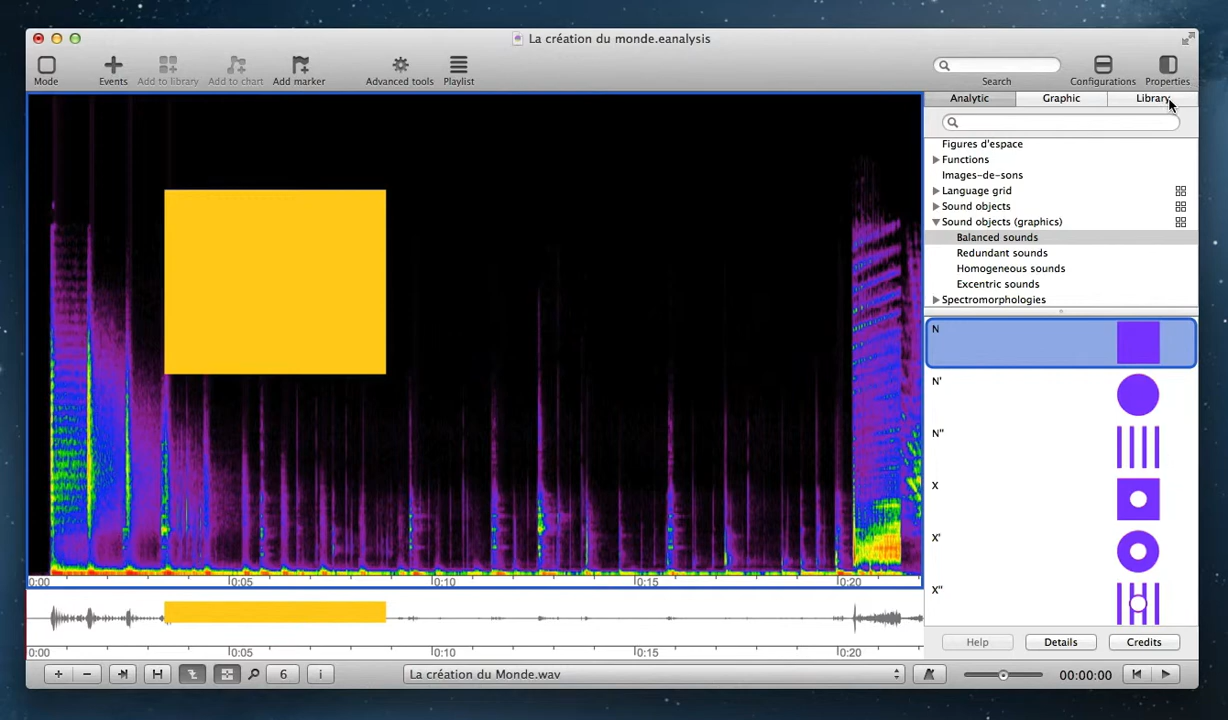 La création du monde.eanalysis
Mode
Events
Add to library
Add to chart
Add marker
Advanced tools
Playlist
Search
Configurations
Properties
Analytic
Graphic
Library
Figures d'espace
Functions
Images-de-sons
Language grid
Sound objects
Sound objects (graphics)
Balanced sounds
Redundant sounds
Homogeneous sounds
Excentric sounds
Spectromorphologies
N
N'
N"
X
X'
X"
0:00 0:05 0:10 0:15 0:20
0:00 0:05 0:10 0:15 0:20
Help
Details
Credits
6
i
La création du Monde.wav
00:00:00